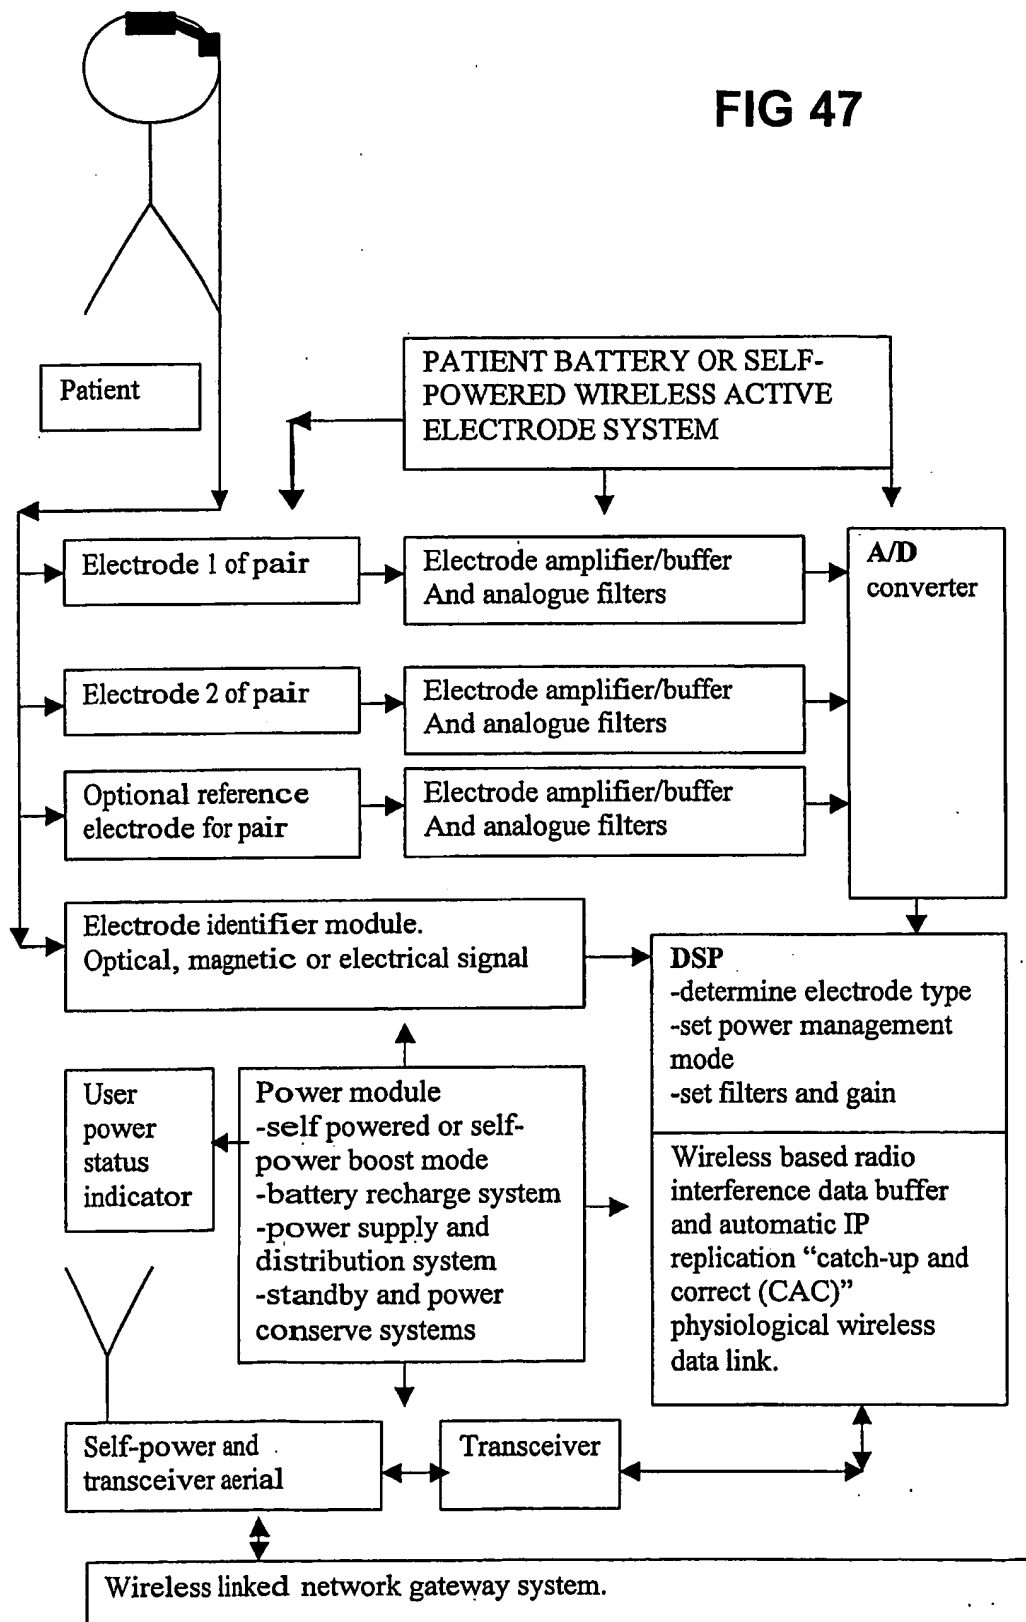 FIG 47
Patient
PATIENT BATTERY OR SELF-
POWERED WIRELESS ACTIVE
ELECTRODE SYSTEM
Electrode 1 of pair
Electrode amplifier/buffer
And analogue filters
A/D
converter
Electrode 2 of pair
Electrode amplifier/buffer
And analogue filters
Optional reference
electrode for pair
Electrode amplifier/buffer
And analogue filters
Electrode identifier module.
Optical, magnetic or electrical signal
DSP
-determine electrode type
-set power management
mode
-set filters and gain
User
power
status
indicator
Power module
-self powered or self-
power boost mode
-battery recharge system
-power supply and
distribution system
-standby and power
conserve systems
Wireless based radio
interference data buffer
and automatic IP
replication “catch-up and
correct (CAC)”
physiological wireless
data link.
Self-power and
transceiver aerial
Transceiver
Wireless linked network gateway system.